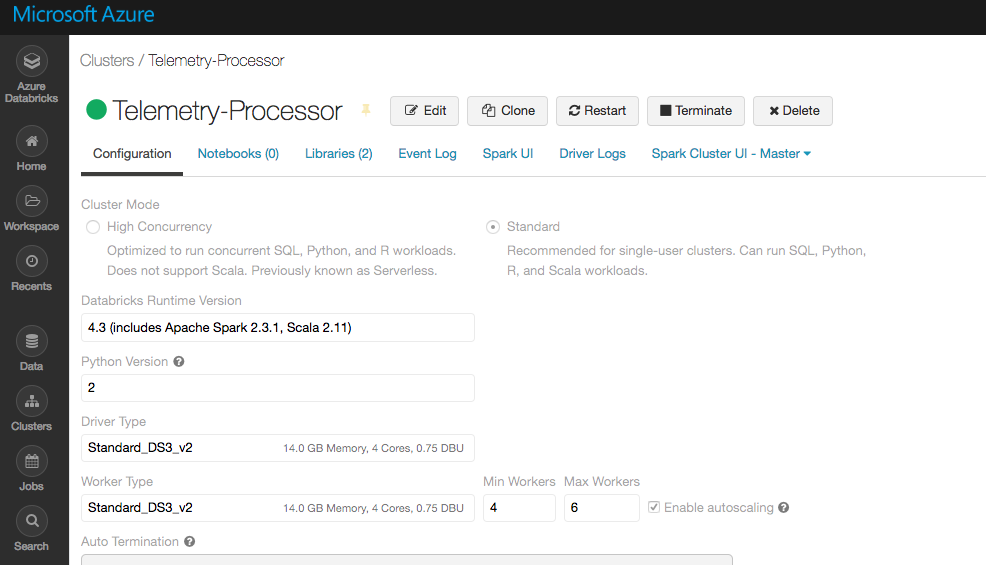 Microsoft Azure
Azure
Databricks
Home
Workspace
Recents
Data
Clusters
Jobs
Search
Clusters / Telemetry-Processor
Telemetry-Processor
Edit
Clone
Restart
Terminate
Delete
Configuration
Notebooks (0)
Libraries (2)
Event Log
Spark UI
Driver Logs
Spark Cluster UI - Master
Cluster Mode
High Concurrency
Optimized to run concurrent SQL, Python, and R workloads.
Does not support Scala. Previously known as Serverless.
Standard
Recommended for single-user clusters. Can run SQL, Python,
R, and Scala workloads.
Databricks Runtime Version
4.3 (includes Apache Spark 2.3.1, Scala 2.11)
Python Version ?
2
Driver Type
Standard_DS3_v2 14.0 GB Memory, 4 Cores, 0.75 DBU
Worker Type
Standard_DS3_v2 14.0 GB Memory, 4 Cores, 0.75 DBU
Min Workers
4
Max Workers
6
Enable autoscaling ?
Auto Termination ?